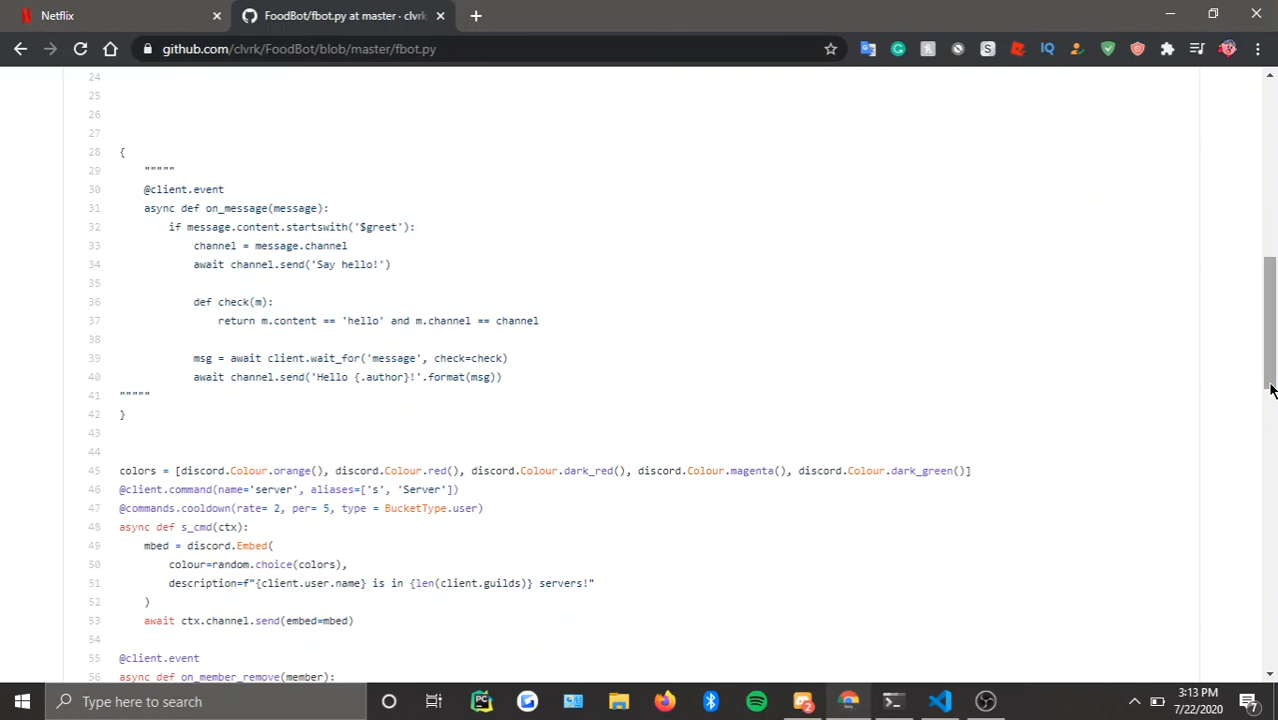 Netflix
FoodBot/fbot.py at master · clvrk
github.com/clvrk/FoodBot/blob/master/fbot.py
24
25
26
27
28 {
29 """""
30 @client.event
31 async def on_message(message):
32 if message.content.startswith('$greet'):
33 channel = message.channel
34 await channel.send('Say hello!')
35
36 def check(m):
37 return m.content == 'hello' and m.channel == channel
38
39 msg = await client.wait_for('message', check=check)
40 await channel.send('Hello {.author}!'.format(msg))
41 """""
42 }
43
44
45 colors = [discord.Colour.orange(), discord.Colour.red(), discord.Colour.dark_red(), discord.Colour.magenta(), discord.Colour.dark_green()]
46 @client.command(name='server', aliases=['s', 'Server'])
47 @commands.cooldown(rate= 2, per= 5, type = BucketType.user)
48 async def s_cmd(ctx):
49 mbed = discord.Embed(
50 colour=random.choice(colors),
51 description=f"{client.user.name} is in {len(client.guilds)} servers!"
52 )
53 await ctx.channel.send(embed=mbed)
54
55 @client.event
56 async def on_member_remove(member):
Type here to search
3:13 PM
7/22/2020
7